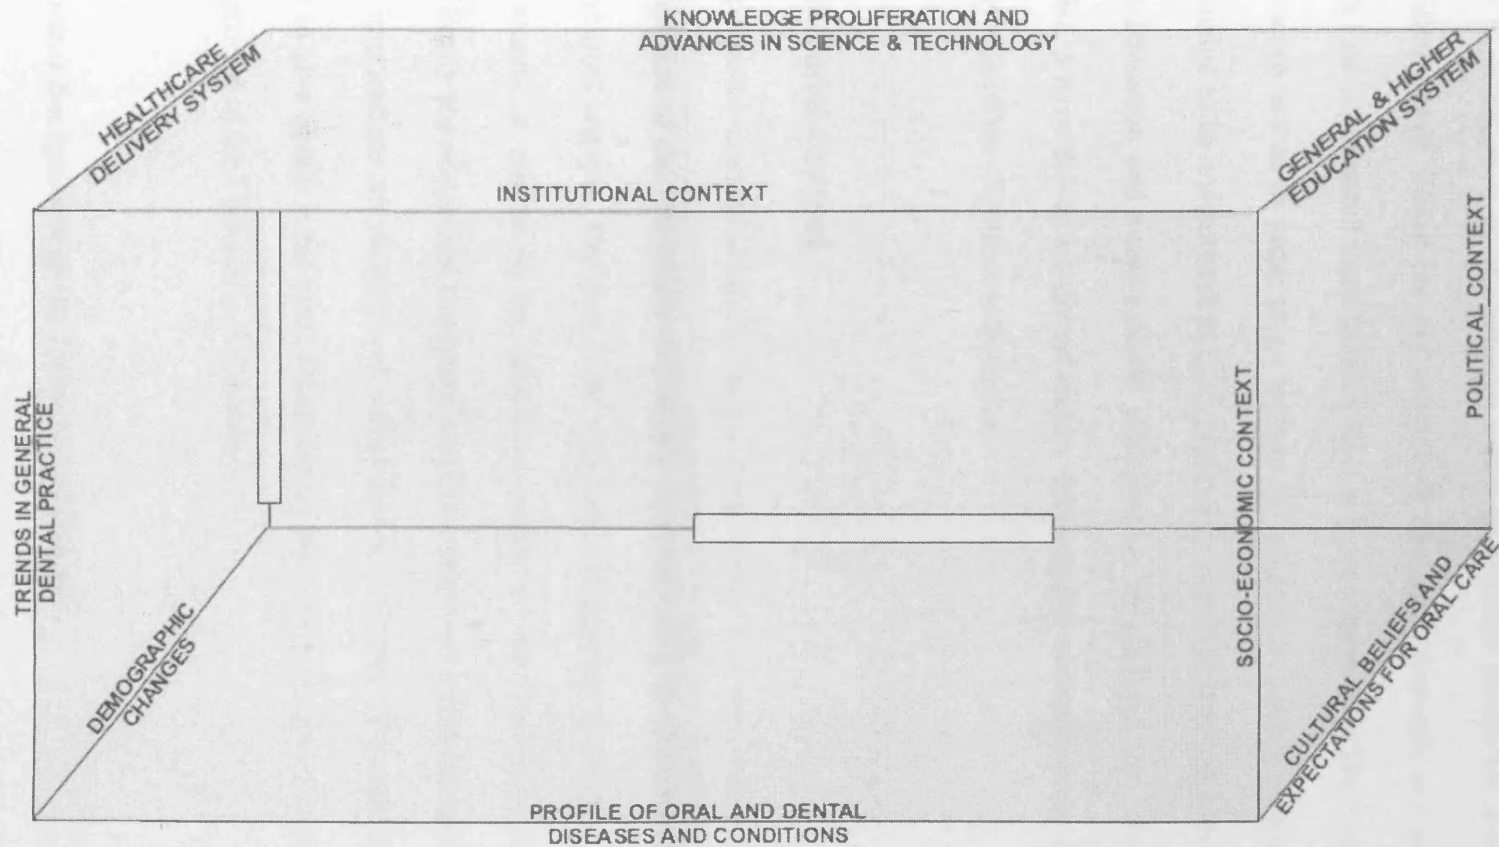 KNOWLEDGE PROLIFERATION AND
ADVANCES IN SCIENCE & TECHNOLOGY
HEALTHCARE
DELIVERY SYSTEM
GENERAL & HIGHER
EDUCATION SYSTEM
INSTITUTIONAL CONTEXT
POLITICAL CONTEXT
TRENDS IN GENERAL
DENTAL PRACTICE
SOCIO-ECONOMIC CONTEXT
DEMOGRAPHIC
CHANGES
CULTURAL BELIEFS AND
EXPECTATIONS FOR ORAL CARE
PROFILE OF ORAL AND DENTAL
DISEASES AND CONDITIONS